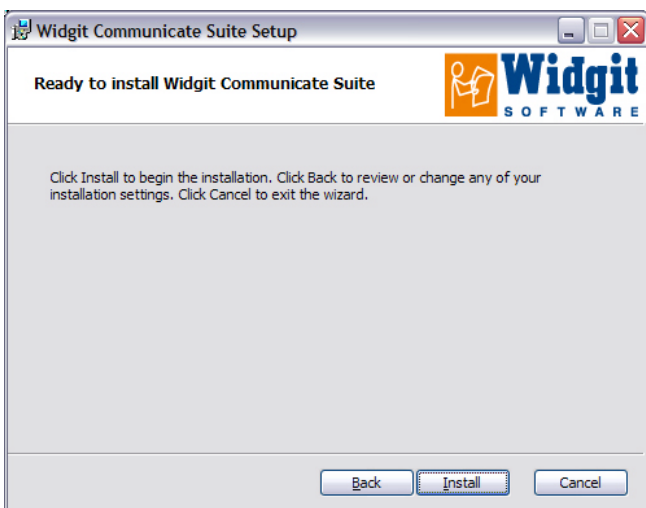 Widgit Communicate Suite Setup
Ready to install Widgit Communicate Suite
Widgit
SOFTWARE
Click Install to begin the installation. Click Back to review or change any of your
installation settings. Click Cancel to exit the wizard.
Back Install Cancel